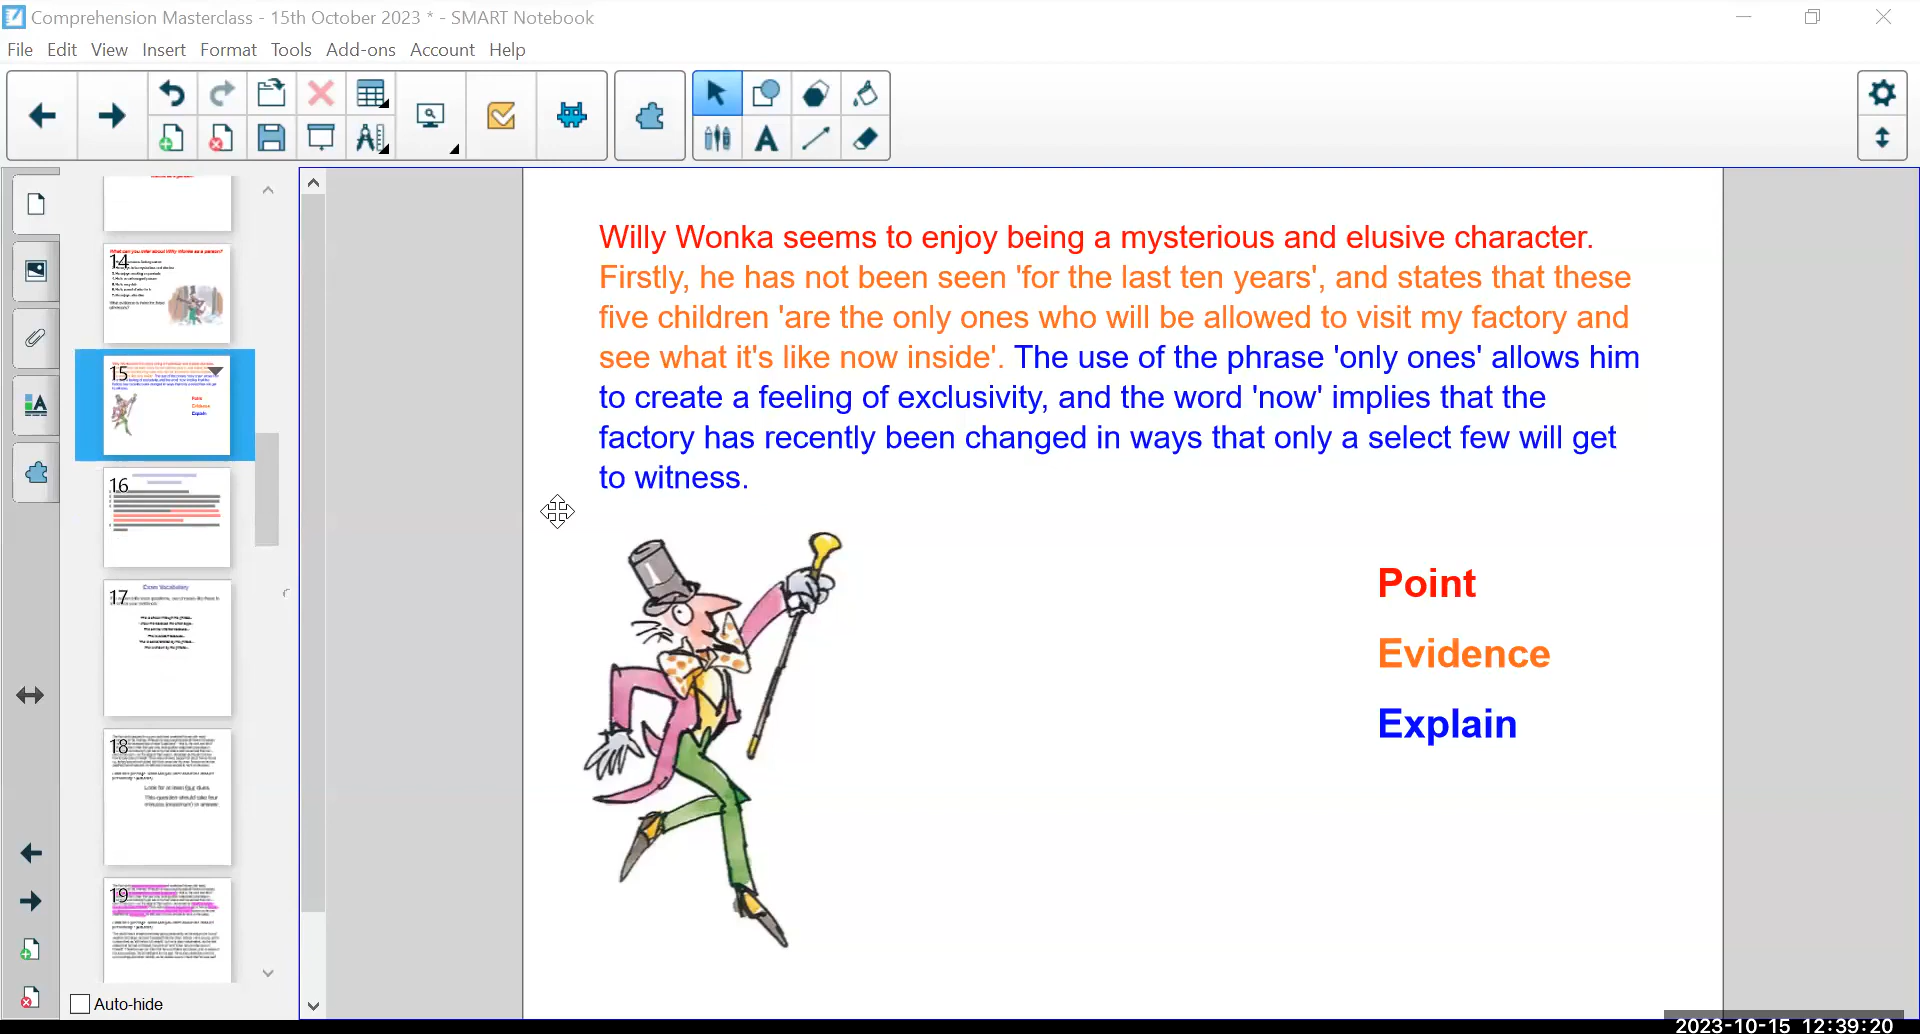 Comprehension Masterclass - 15th October 2023 * - SMART Notebook
File Edit View Insert Format Tools Add-ons Account Help
14
15
Point
Evidence
Explain
16
17
Exam Vocabulary
18
19
Auto-hide
Willy Wonka seems to enjoy being a mysterious and elusive character.
Firstly, he has not been seen 'for the last ten years', and states that these
five children 'are the only ones who will be allowed to visit my factory and
see what it's like now inside'. The use of the phrase 'only ones' allows him
to create a feeling of exclusivity, and the word 'now' implies that the
factory has recently been changed in ways that only a select few will get
to witness.
Point
Evidence
Explain
2023-10-15 12:39:20